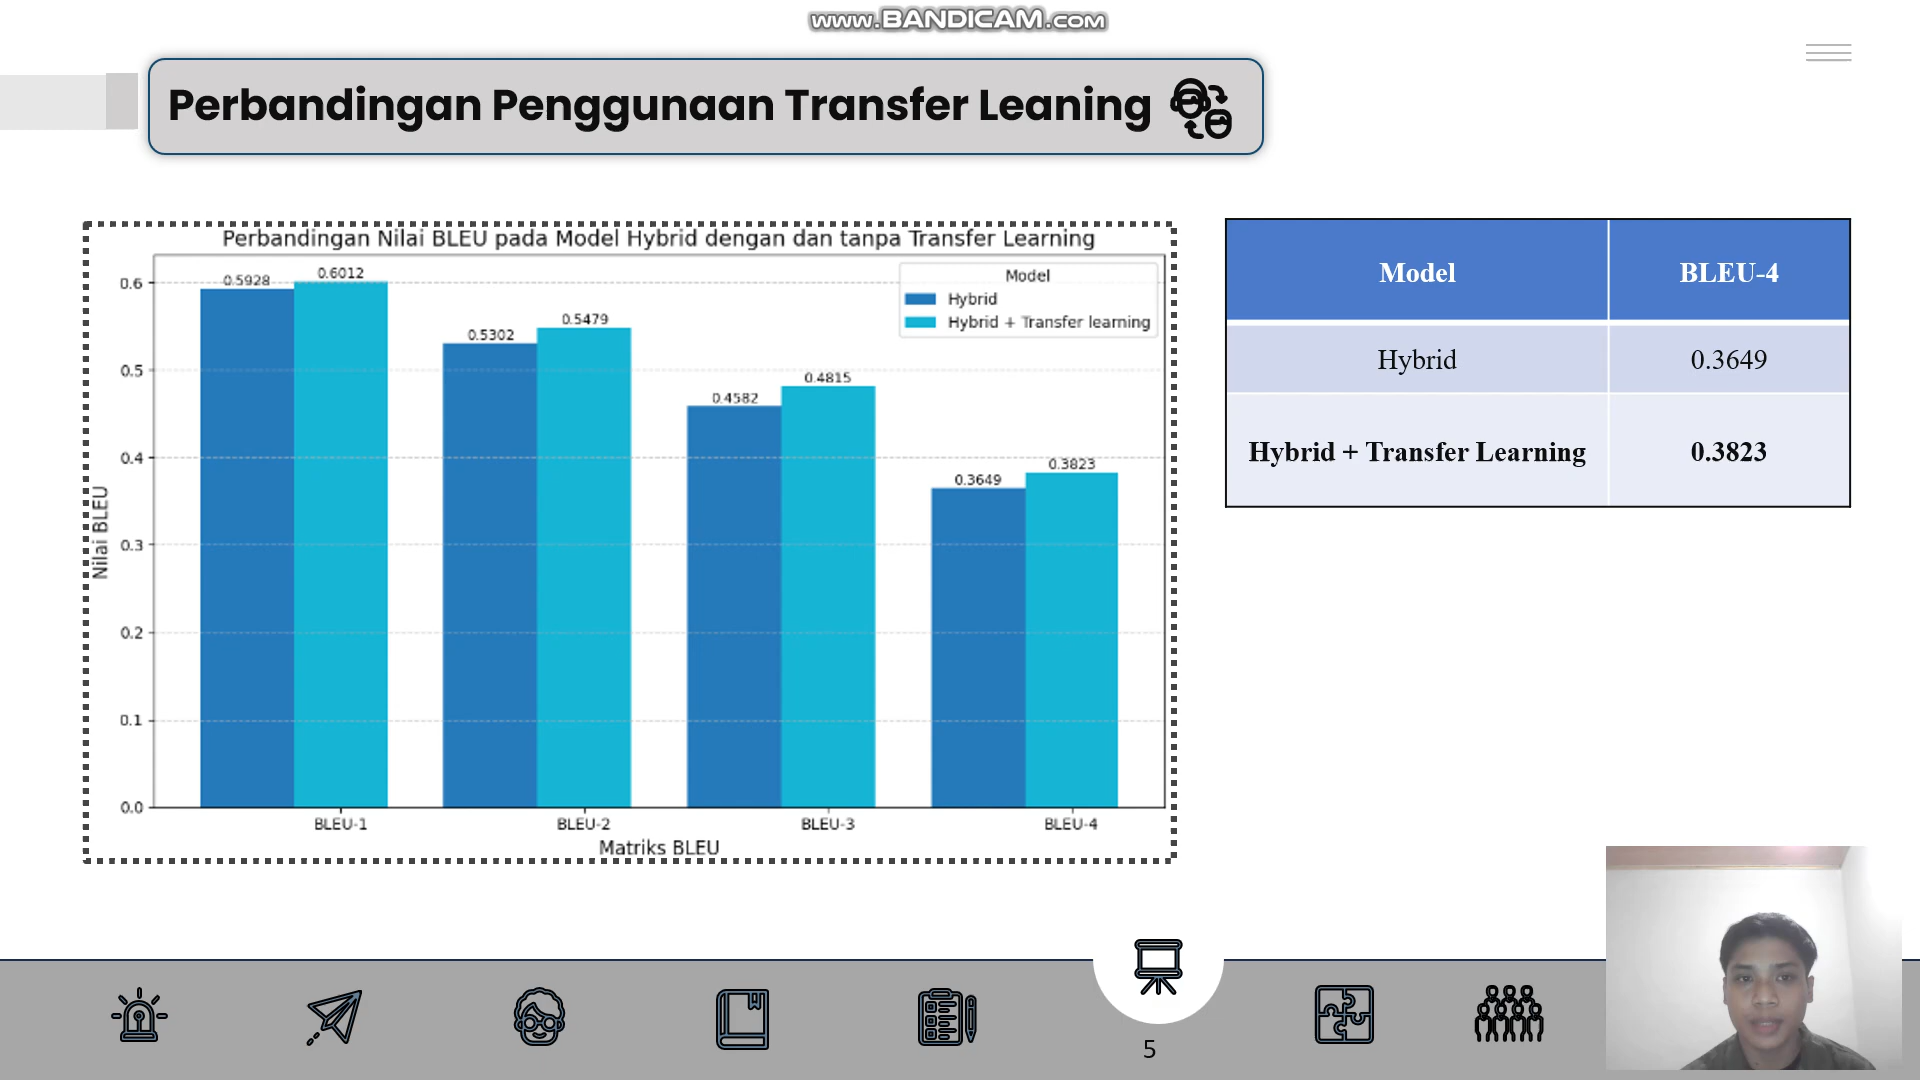 www.BANDICAM.com
Perbandingan Penggunaan Transfer Leaning
Perbandingan Nilai BLEU pada Model Hybrid dengan dan tanpa Transfer Learning
Model
Hybrid
Hybrid + Transfer learning
0.5928
0.6012
0.5302
0.5479
0.4582
0.4815
0.3649
0.3823
0.6
0.5
0.4
0.3
0.2
0.1
0.0
Nilai BLEU
BLEU-1
BLEU-2
BLEU-3
BLEU-4
Matriks BLEU
Model BLEU-4
Hybrid 0.3649
Hybrid + Transfer Learning 0.3823
5